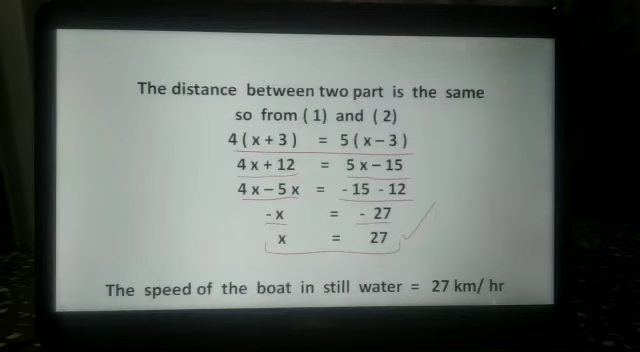 The distance between two part is the same
so from ( 1) and ( 2)
4 ( x + 3 ) = 5 ( x – 3 )
4 x + 12 = 5 x – 15
4 x – 5 x = - 15 - 12
- x = - 27
x = 27
The speed of the boat in still water = 27 km/ hr